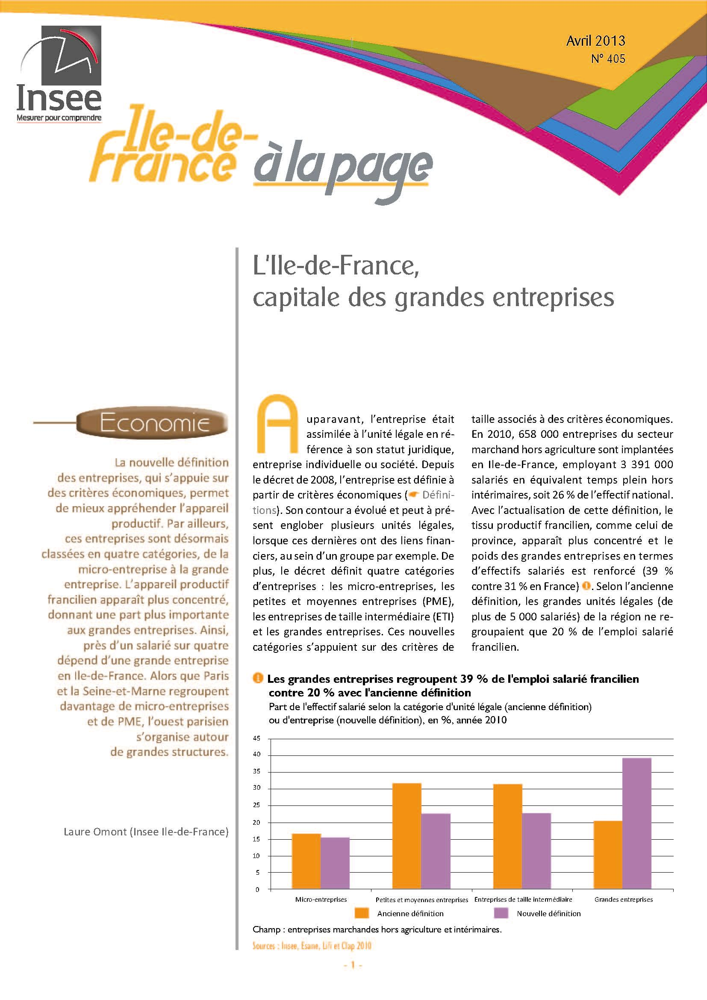 Avril 2013
N° 405
Insee
Mesurer pour comprendre
Ile-de-
France
à la page
L'Ile-de-France,
capitale des grandes entreprises
Economie
La nouvelle définition
des entreprises, qui s’appuie sur
des critères économiques, permet
de mieux appréhender l’appareil
productif. Par ailleurs,
ces entreprises sont désormais
classées en quatre catégories, de la
micro-entreprise à la grande
entreprise. L’appareil productif
francilien apparaît plus concentré,
donnant une part plus importante
aux grandes entreprises. Ainsi,
près d’un salarié sur quatre
dépend d’une grande entreprise
en Ile-de-France. Alors que Paris
et la Seine-et-Marne regroupent
davantage de micro-entreprises
et de PME, l’ouest parisien
s’organise autour
de grandes structures.
Laure Omont (Insee Ile-de-France)
Auparavant, l’entreprise était
assimilée à l’unité légale en ré-
férence à son statut juridique,
entreprise individuelle ou société. Depuis
le décret de 2008, l’entreprise est définie à
partir de critères économiques (☛ Défini-
tions). Son contour a évolué et peut à pré-
sent englober plusieurs unités légales,
lorsque ces dernières ont des liens finan-
ciers, au sein d’un groupe par exemple. De
plus, le décret définit quatre catégories
d’entreprises : les micro-entreprises, les
petites et moyennes entreprises (PME),
les entreprises de taille intermédiaire (ETI)
et les grandes entreprises. Ces nouvelles
catégories s’appuient sur des critères de
taille associés à des critères économiques.
En 2010, 658 000 entreprises du secteur
marchand hors agriculture sont implantées
en Ile-de-France, employant 3 391 000
salariés en équivalent temps plein hors
intérimaires, soit 26 % de l’effectif national.
Avec l’actualisation de cette définition, le
tissu productif francilien, comme celui de
province, apparaît plus concentré et le
poids des grandes entreprises en termes
d’effectifs salariés est renforcé (39 %
contre 31 % en France) ❶. Selon l’ancienne
définition, les grandes unités légales (de
plus de 5 000 salariés) de la région ne re-
groupaient que 20 % de l’emploi salarié
francilien.
❶ Les grandes entreprises regroupent 39 % de l'emploi salarié francilien
contre 20 % avec l'ancienne définition
Part de l'effectif salarié selon la catégorie d'unité légale (ancienne définition)
ou d'entreprise (nouvelle définition), en %, année 2010
45
40
35
30
25
20
15
10
5
0
Micro-entreprises
Petites et moyennes entreprises
Entreprises de taille intermédiaire
Grandes entreprises
Ancienne définition
Nouvelle définition
Champ : entreprises marchandes hors agriculture et intérimaires.
Sources : Insee, Esane, Lifi et Clap 2010
- 1 -